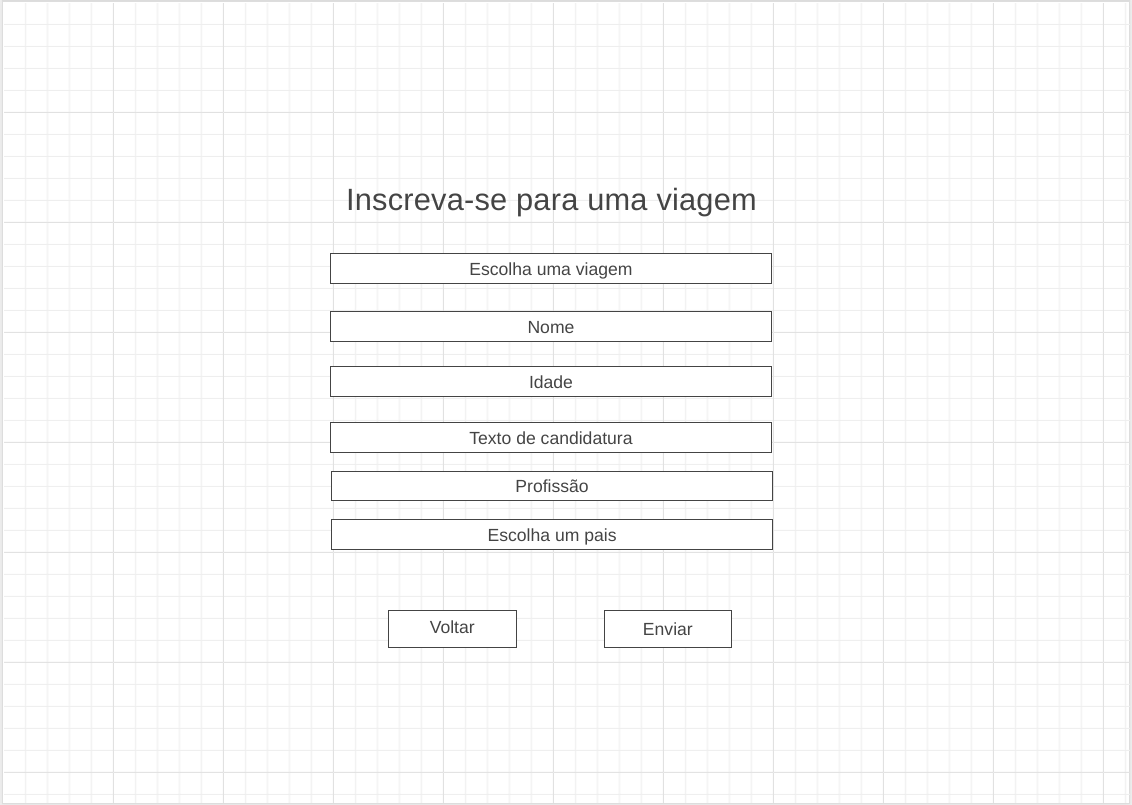 Inscreva-se para uma viagem
Escolha uma viagem
Nome
Idade
Texto de candidatura
Profissão
Escolha um pais
Voltar
Enviar